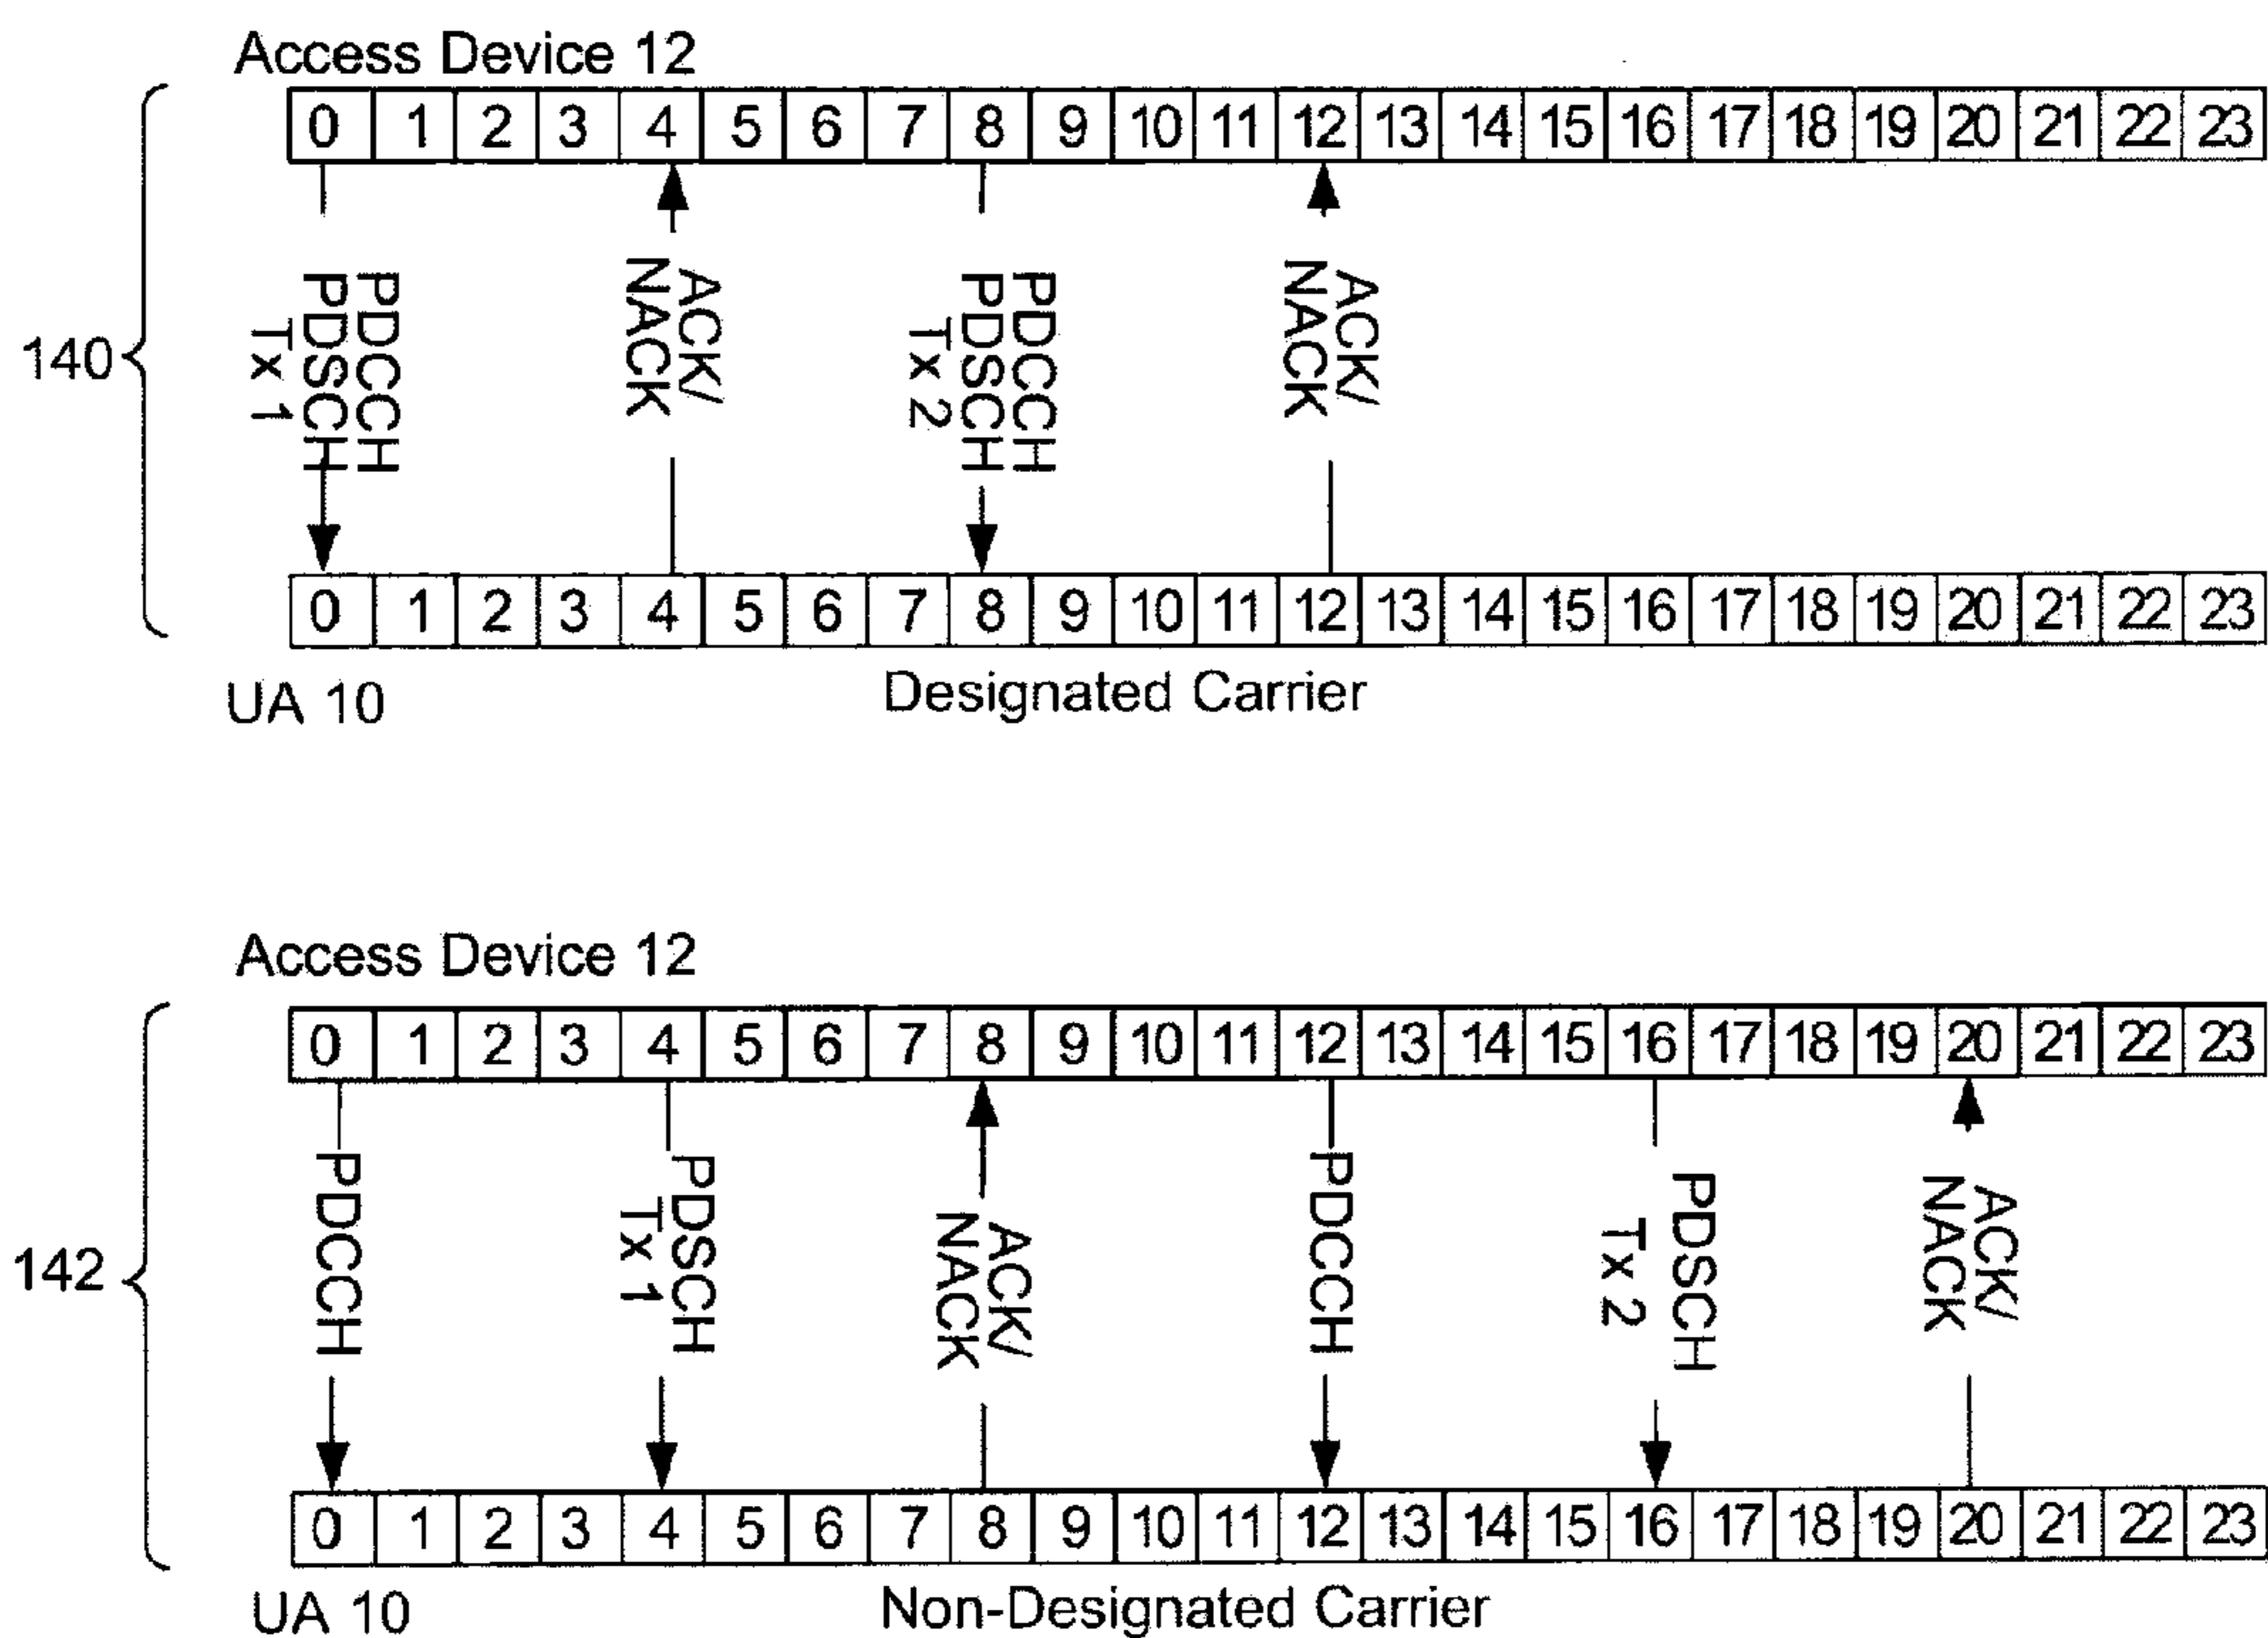 Access Device 12
0 1 2 3 4 5 6 7 8 9 10 11 12 13 14 15 16 17 18 19 20 21 22 23
140
PDCCH
PDSCH
Tx 1
ACK/
NACK
PDCCH
PDSCH
Tx 2
ACK/
NACK
0 1 2 3 4 5 6 7 8 9 10 11 12 13 14 15 16 17 18 19 20 21 22 23
UA 10
Designated Carrier
Access Device 12
0 1 2 3 4 5 6 7 8 9 10 11 12 13 14 15 16 17 18 19 20 21 22 23
142
PDCCH
PDSCH
Tx 1
ACK/
NACK
PDCCH
PDSCH
Tx 2
ACK/
NACK
0 1 2 3 4 5 6 7 8 9 10 11 12 13 14 15 16 17 18 19 20 21 22 23
UA 10
Non-Designated Carrier